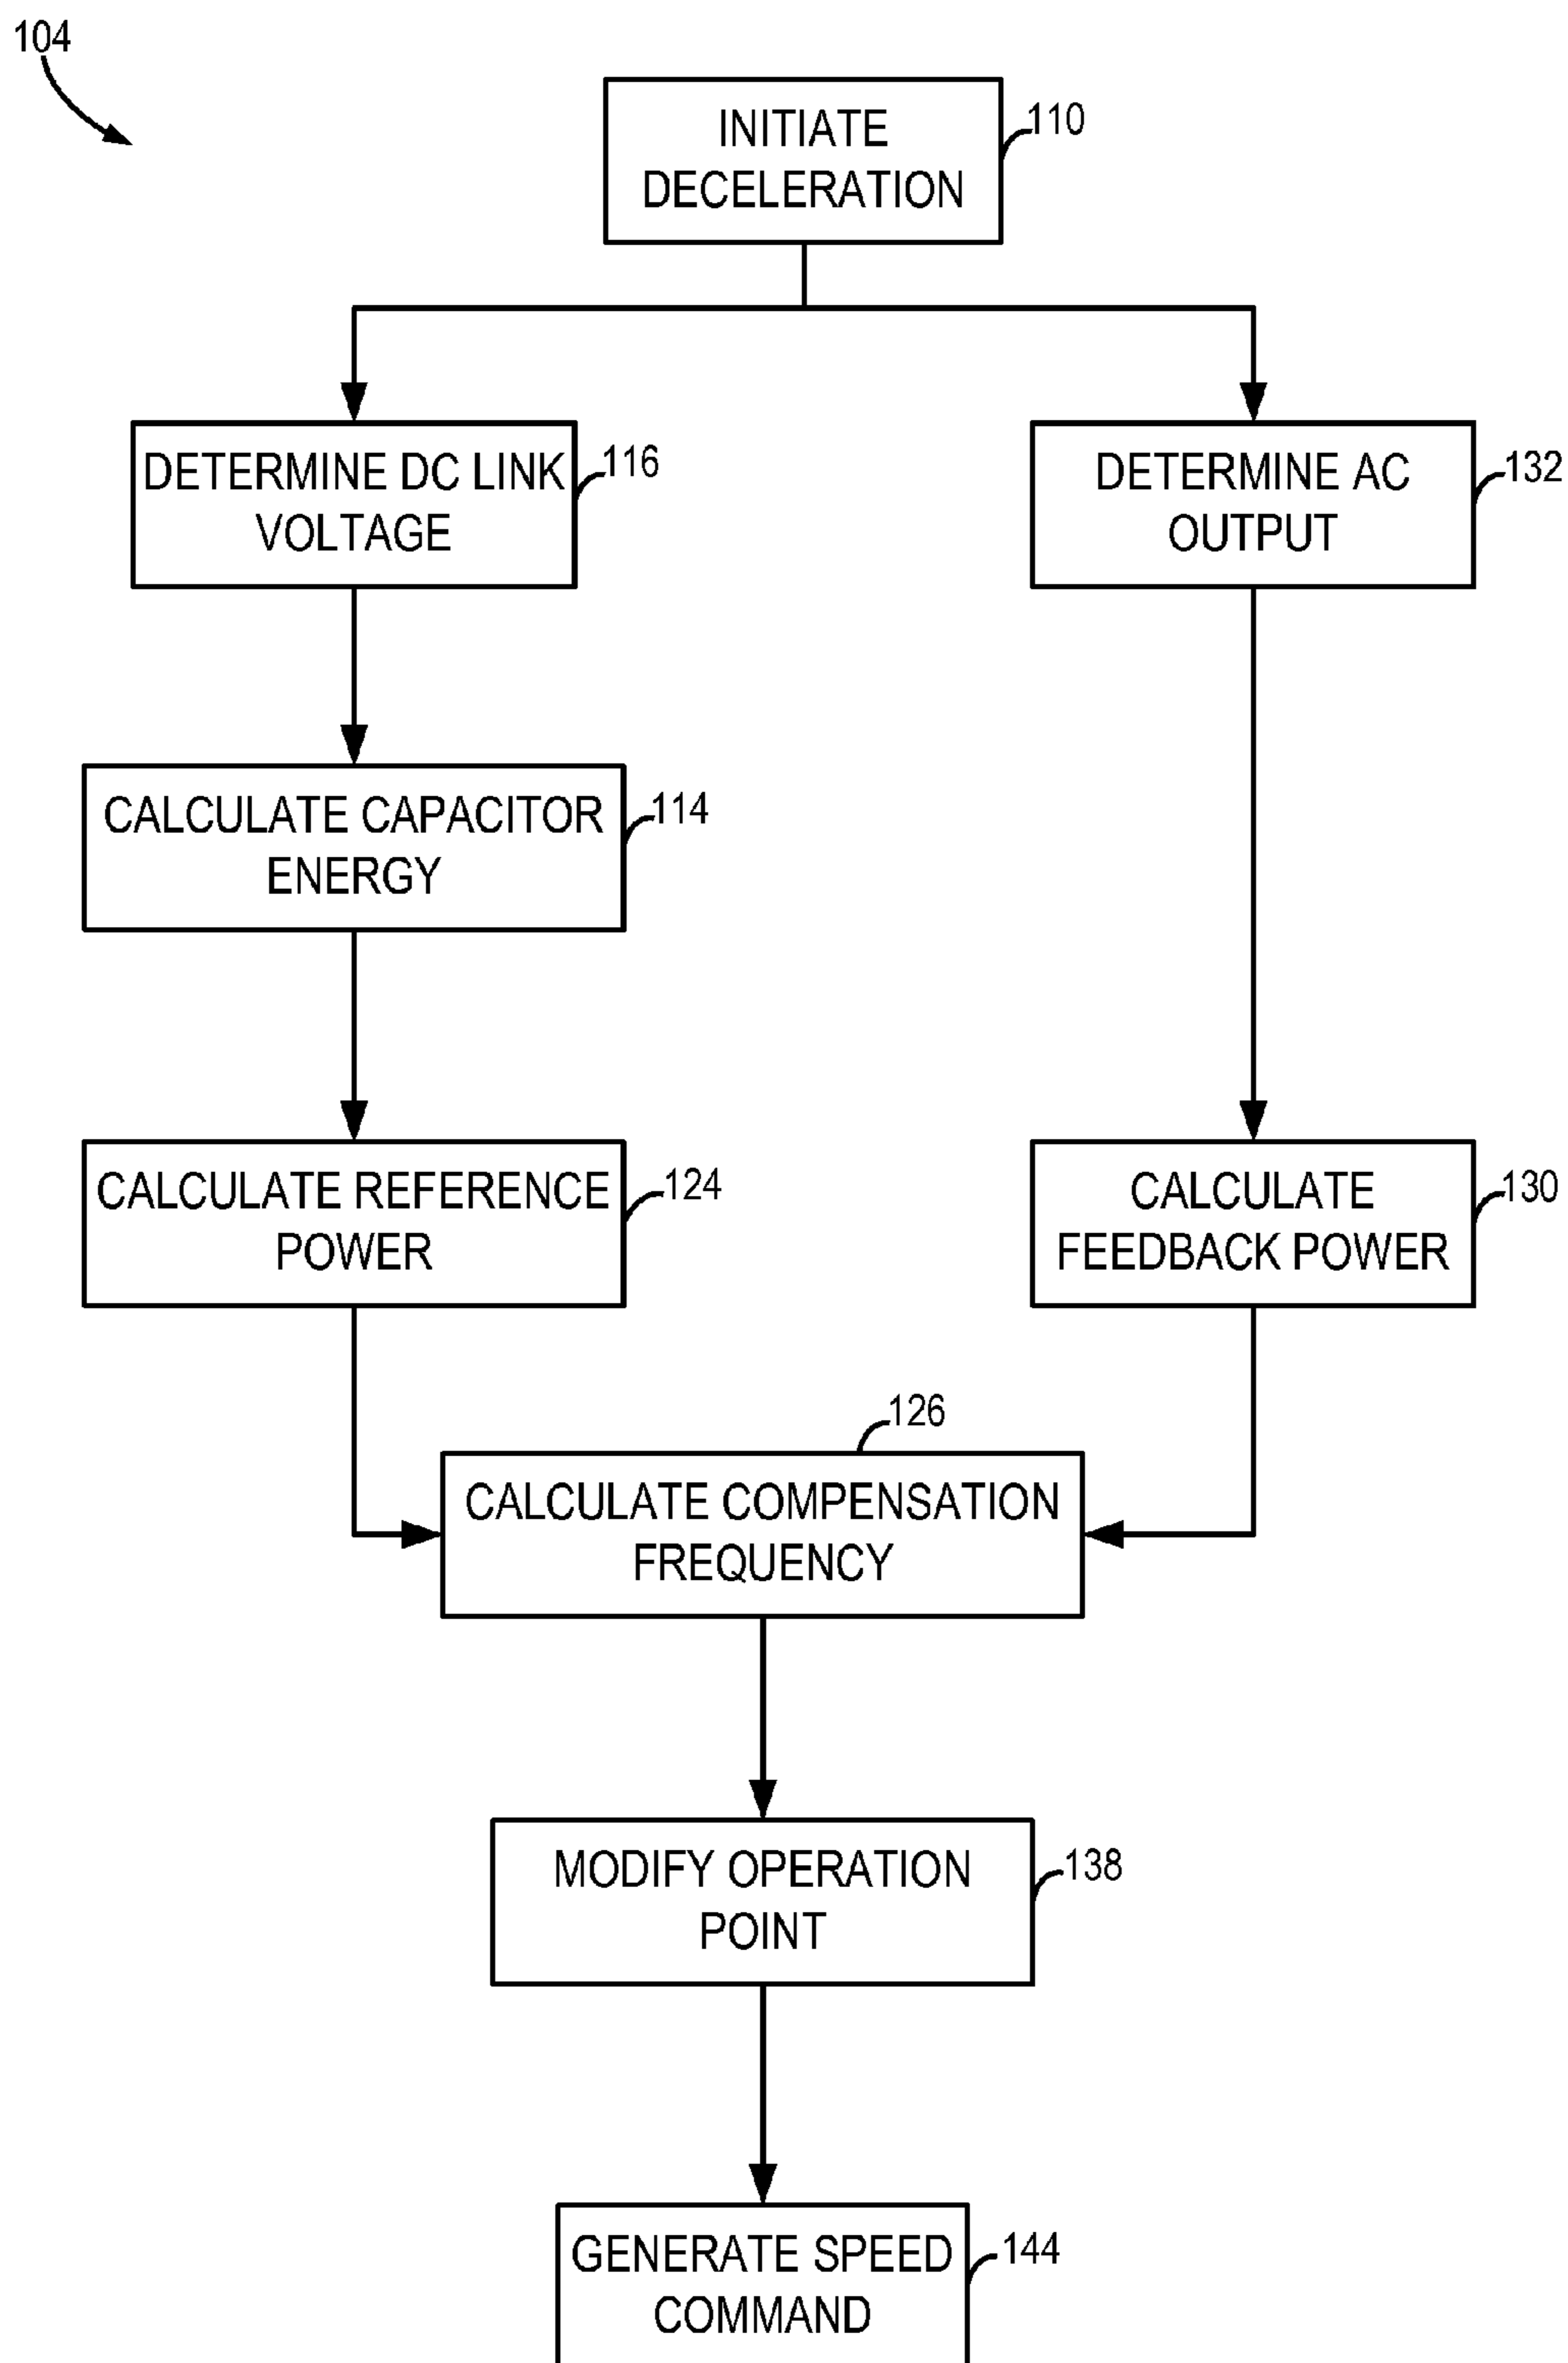 104
INITIATE
DECELERATION
110
DETERMINE DC LINK
VOLTAGE
116
DETERMINE AC
OUTPUT
132
CALCULATE CAPACITOR
ENERGY
114
CALCULATE REFERENCE
POWER
124
CALCULATE
FEEDBACK POWER
130
126
CALCULATE COMPENSATION
FREQUENCY
MODIFY OPERATION
POINT
138
GENERATE SPEED
COMMAND
144